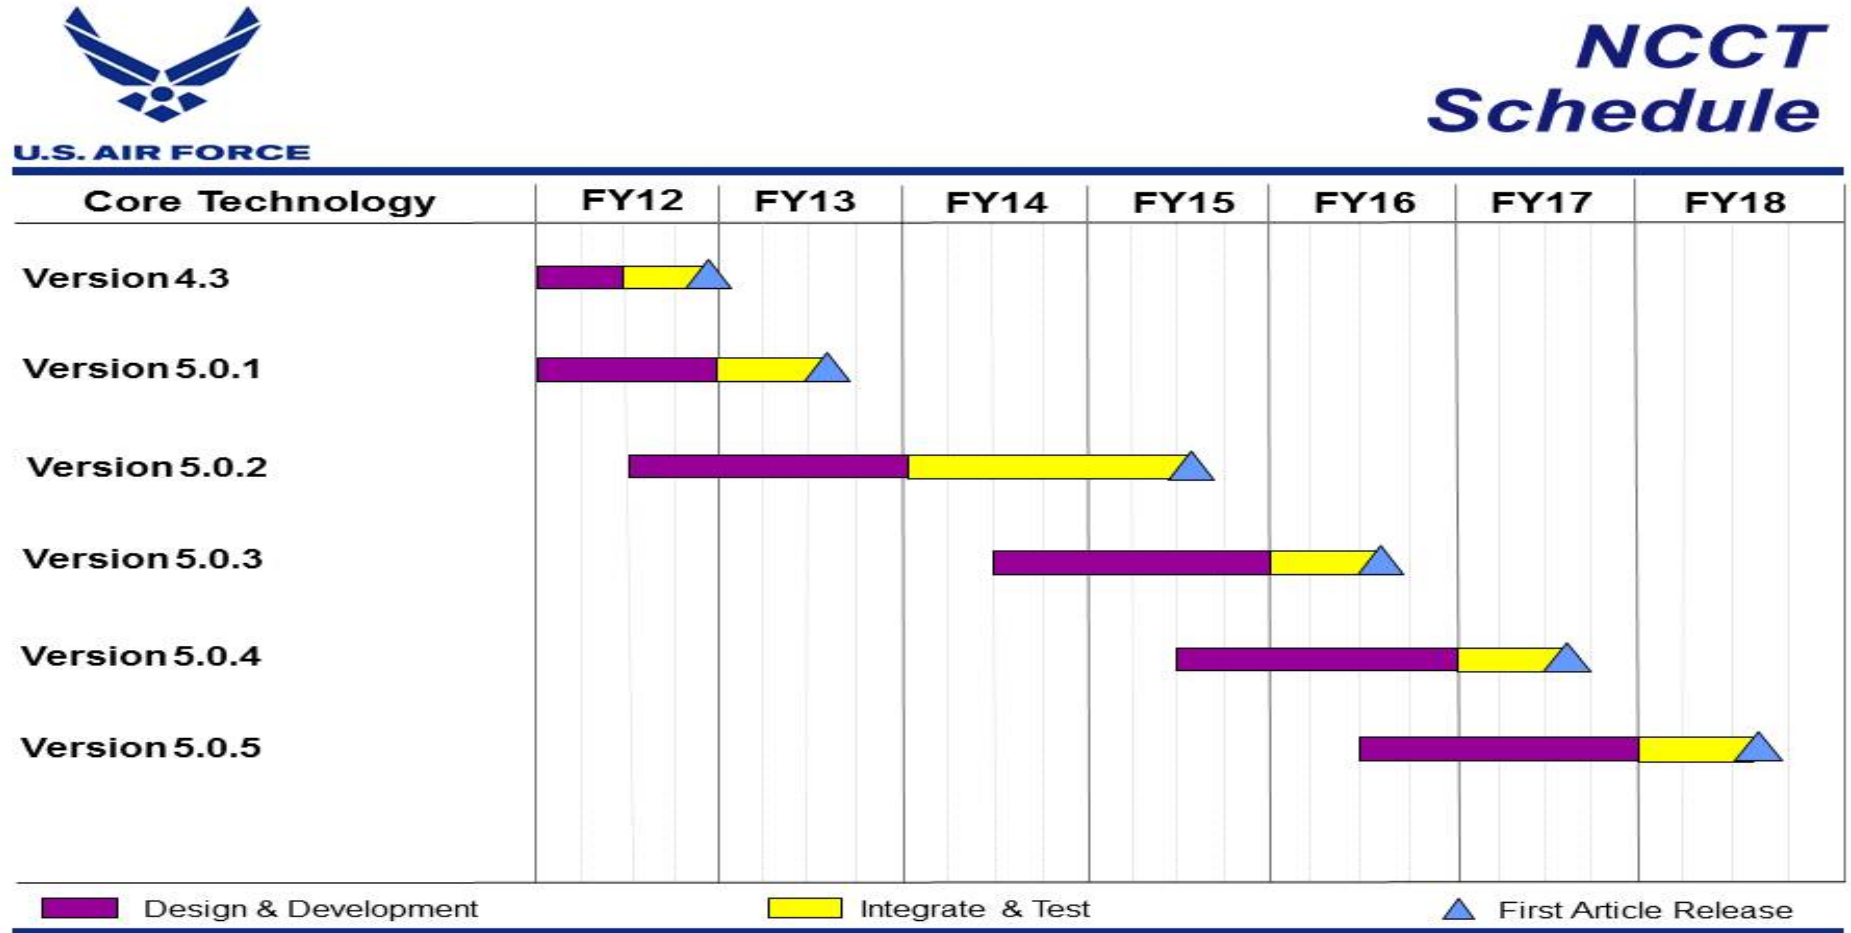 NCCT
Schedule
U.S. AIR FORCE
Core Technology FY12 FY13 FY14 FY15 FY16 FY17 FY18
Version 4.3
Version 5.0.1
Version 5.0.2
Version 5.0.3
Version 5.0.4
Version 5.0.5
Design & Development Integrate & Test First Article Release